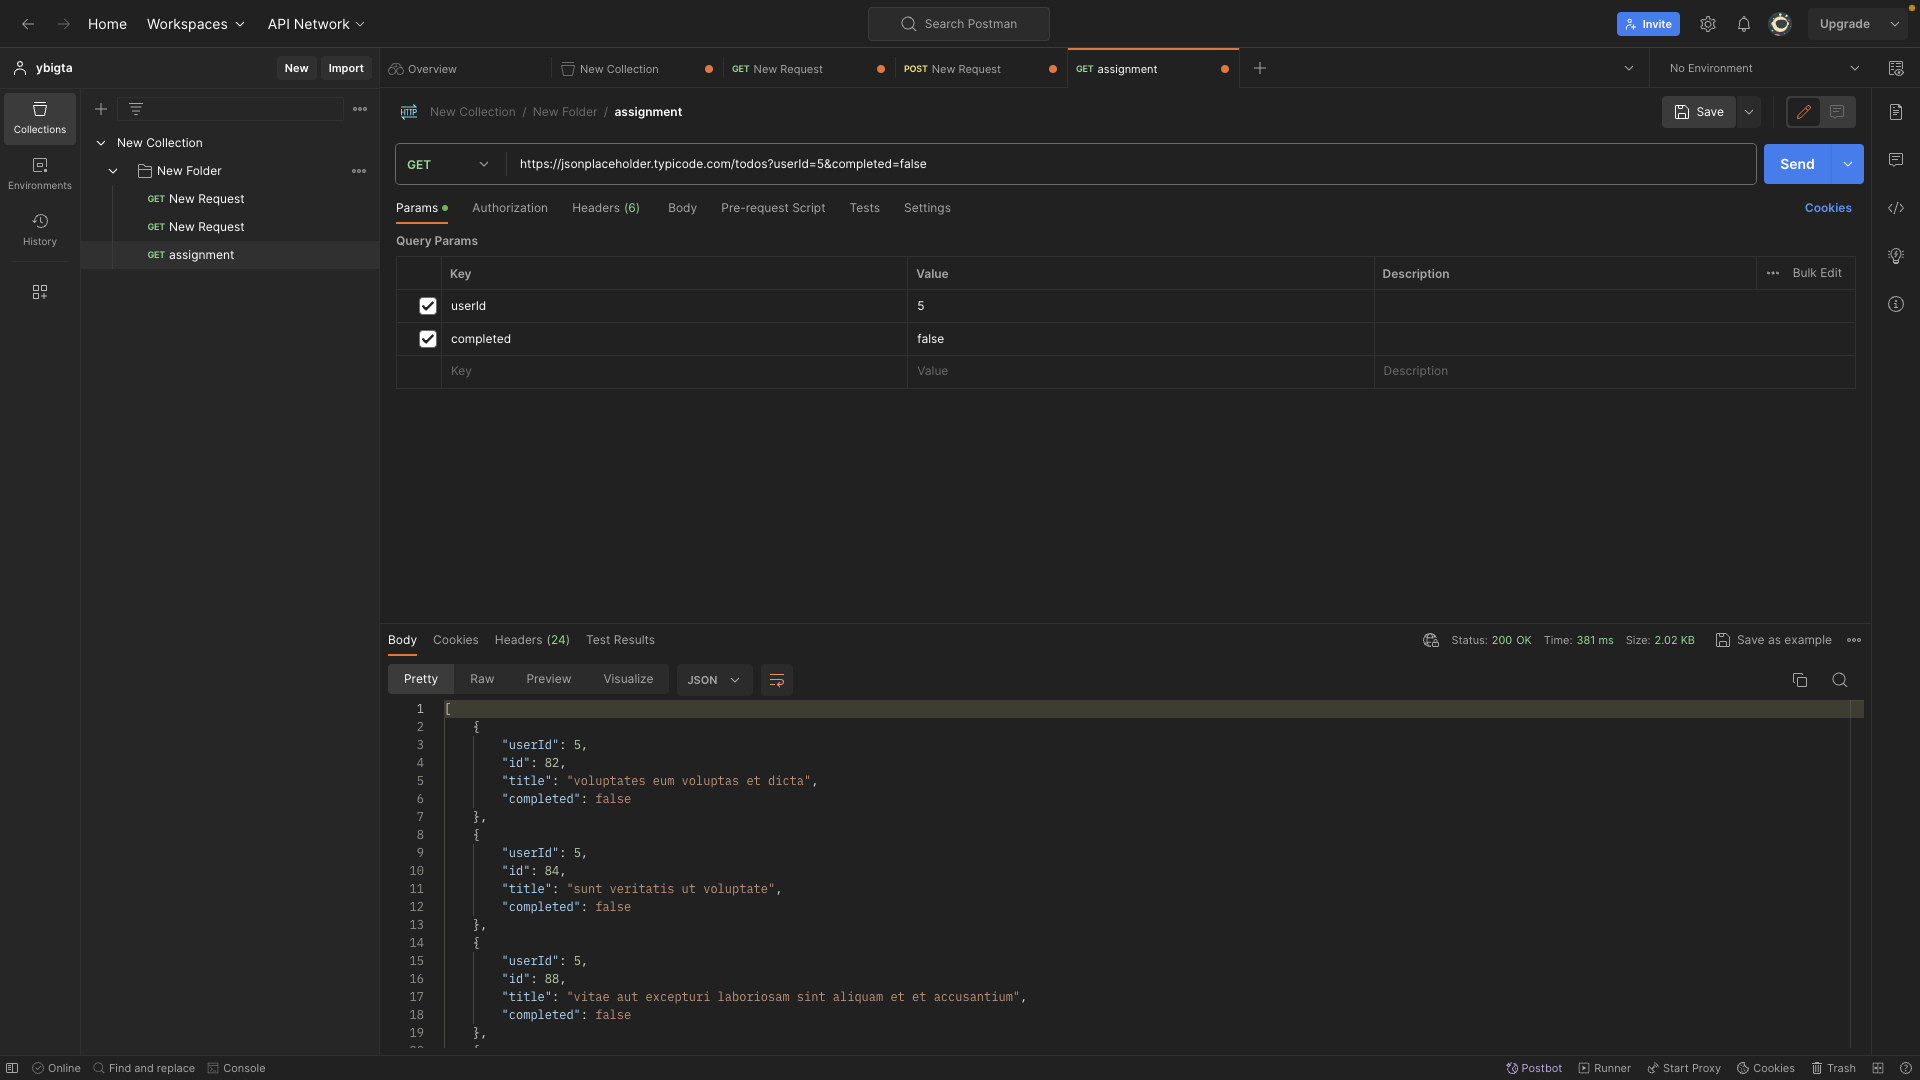 Home Workspaces API Network Search Postman Invite Upgrade
ybigta New Import Overview New Collection GET New Request POST New Request GET assignment No Environment
Collections
Environments
History
New Collection
New Folder
GET New Request
GET New Request
GET assignment
HTTP New Collection / New Folder / assignment Save
GET https://jsonplaceholder.typicode.com/todos?userId=5&completed=false Send
Params Authorization Headers (6) Body Pre-request Script Tests Settings Cookies
Query Params
Key Value Description Bulk Edit
userId 5
completed false
Key Value Description
Body Cookies Headers (24) Test Results Status: 200 OK Time: 381 ms Size: 2.02 KB Save as example
Pretty Raw Preview Visualize JSON
1 [
2 {
3 "userId": 5,
4 "id": 82,
5 "title": "voluptates eum voluptas et dicta",
6 "completed": false
7 },
8 {
9 "userId": 5,
10 "id": 84,
11 "title": "sunt veritatis ut voluptate",
12 "completed": false
13 },
14 {
15 "userId": 5,
16 "id": 88,
17 "title": "vitae aut excepturi laboriosam sint aliquam et et accusantium",
18 "completed": false
19 },
Online Find and replace Console Postbot Runner Start Proxy Cookies Trash